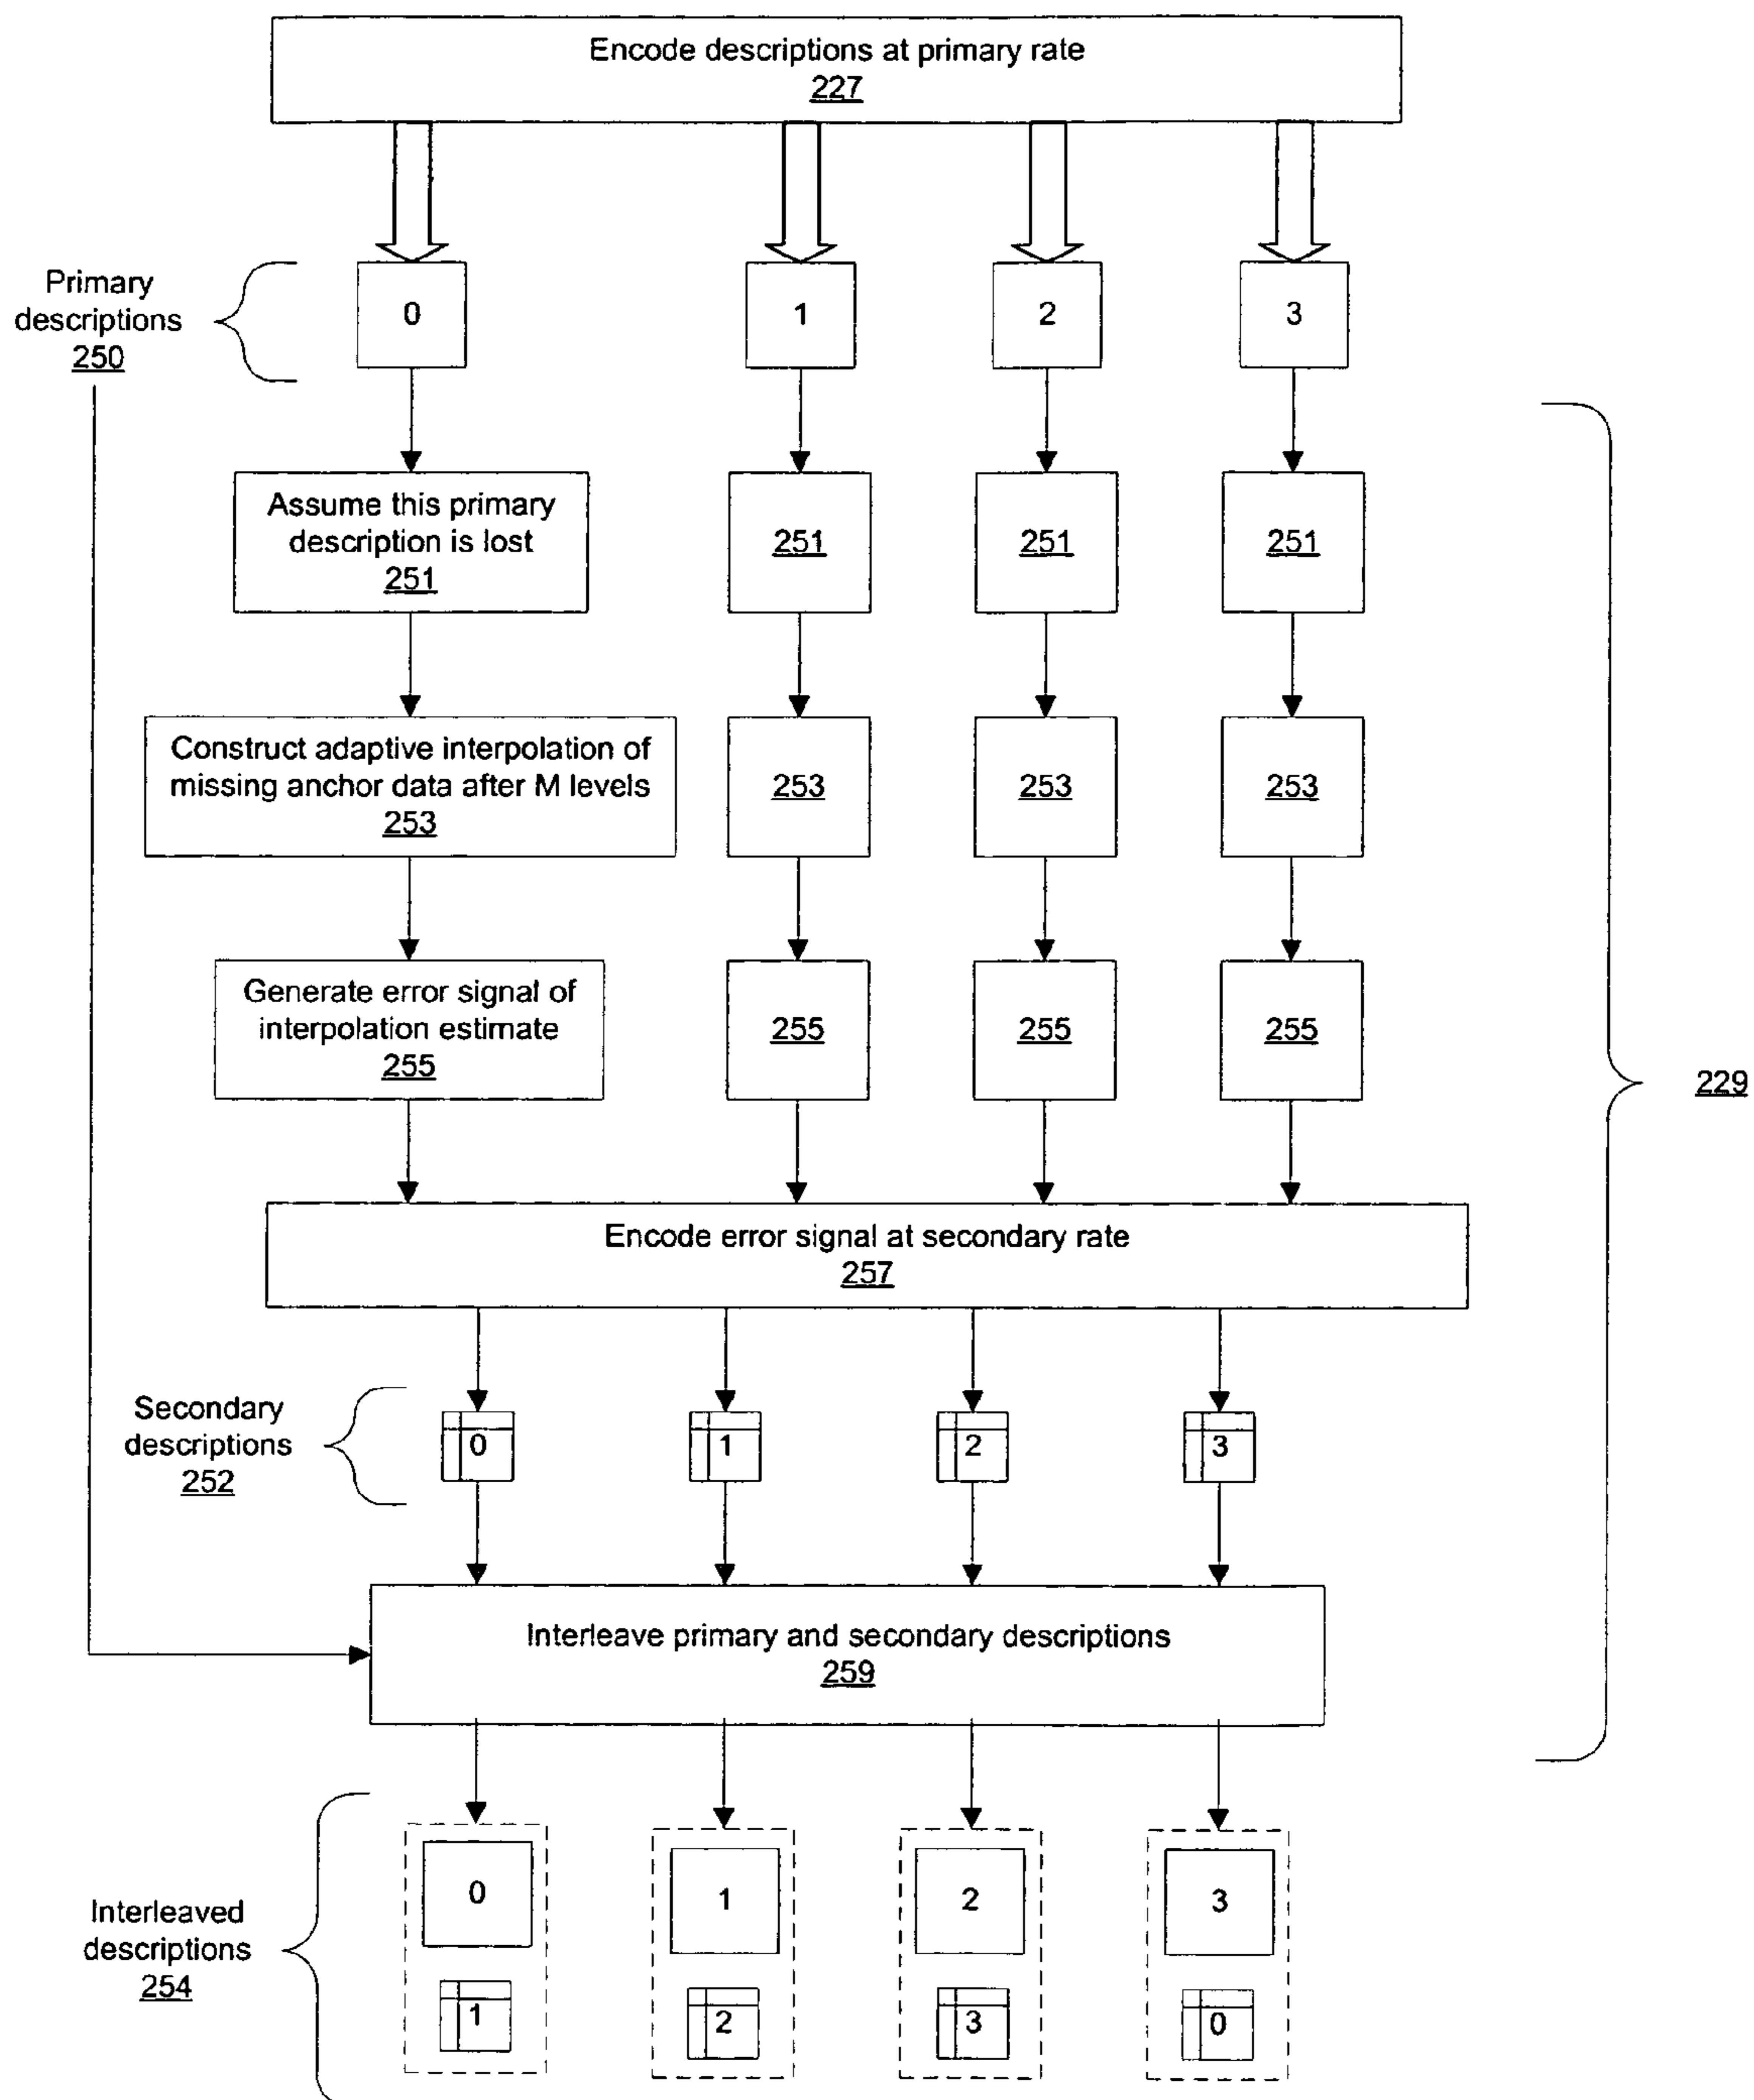 Encode descriptions at primary rate
227
Primary
descriptions
250
0
1
2
3
Assume this primary
description is lost
251
251
251
251
Construct adaptive interpolation of
missing anchor data after M levels
253
253
253
253
Generate error signal of
interpolation estimate
255
255
255
255
229
Encode error signal at secondary rate
257
Secondary
descriptions
252
0
1
2
3
Interleave primary and secondary descriptions
259
Interleaved
descriptions
254
0
1
2
3
1
2
3
0